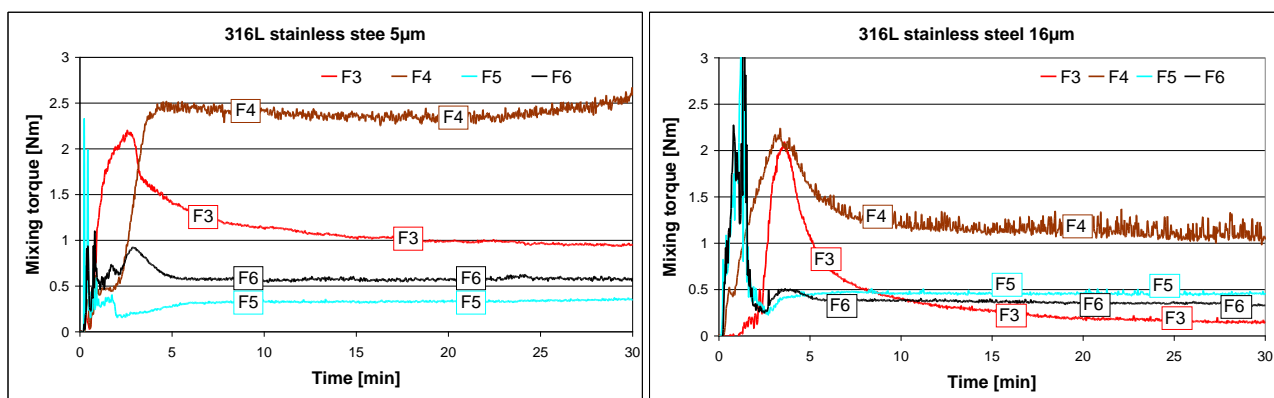 316L stainless stee 5µm
F3 F4 F5 F6
Mixing torque [Nm]
3
2.5
2
1.5
1
0.5
0
F4 F4
F3 F3
F6 F6
F5 F5
0 5 10 15 20 25 30
Time [min]
316L stainless steel 16µm
F3 F4 F5 F6
Mixing torque [Nm]
3
2.5
2
1.5
1
0.5
0
F4 F4
F3
F5 F5
F6 F6 F6
F3 F3
0 5 10 15 20 25 30
Time [min]